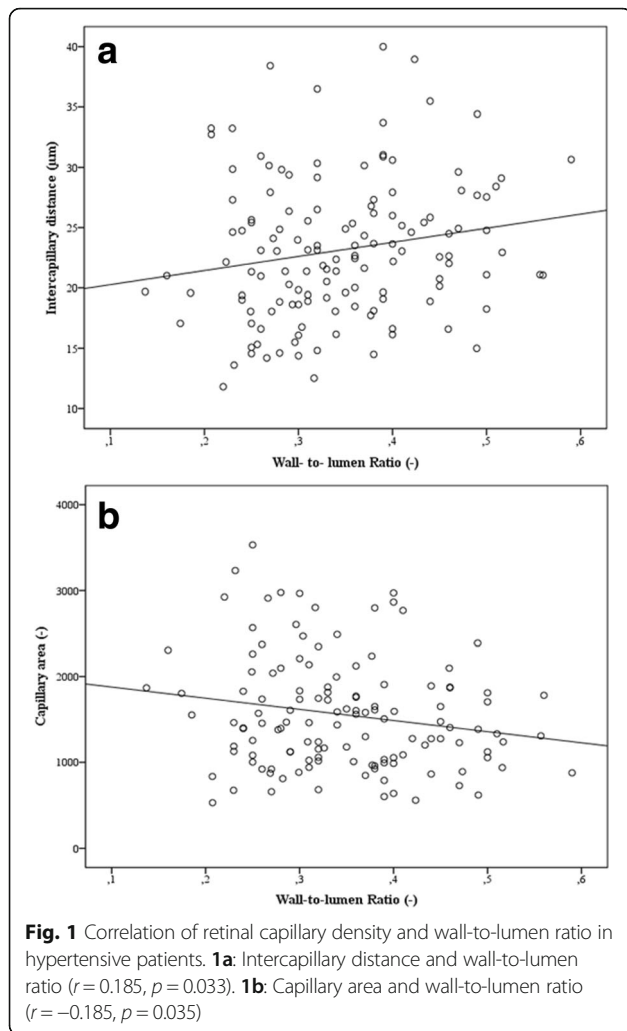 a
40
35
30
25
20
15
10
Intercapillary distance (µm)
,1 ,2 ,3 ,4 ,5 ,6
Wall- to- lumen Ratio (-)
b
4000
3000
2000
1000
0
Capillary area (-)
,1 ,2 ,3 ,4 ,5 ,6
Wall-to-lumen Ratio (-)
Fig. 1 Correlation of retinal capillary density and wall-to-lumen ratio in
hypertensive patients. 1a: Intercapillary distance and wall-to-lumen
ratio (r = 0.185, p = 0.033). 1b: Capillary area and wall-to-lumen ratio
(r = −0.185, p = 0.035)